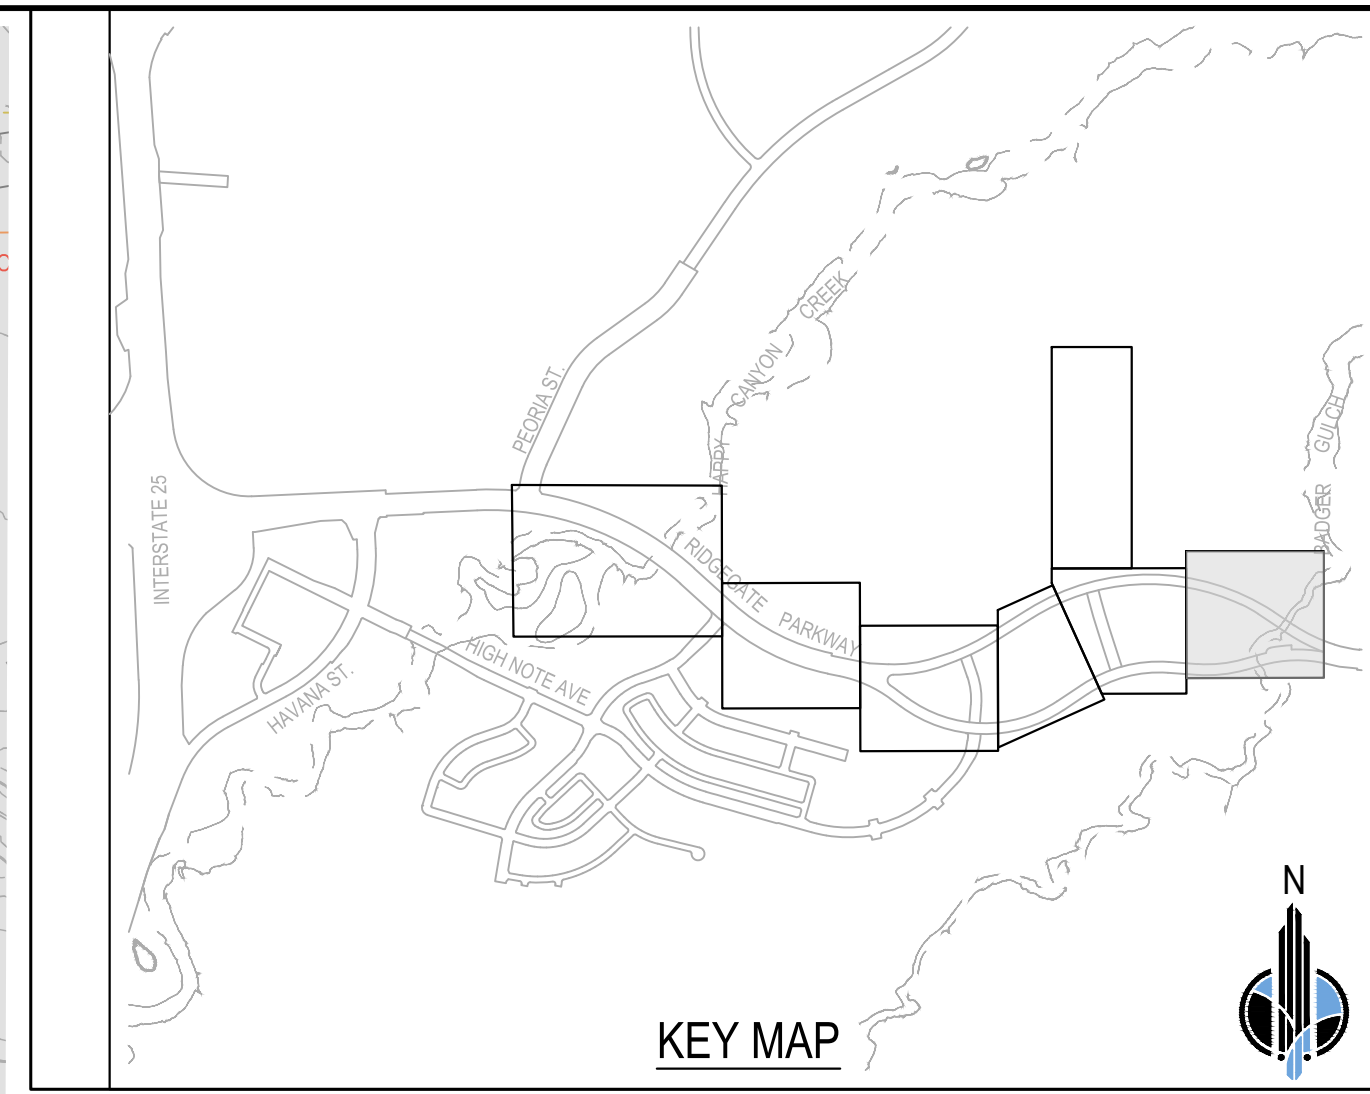 CREEK
CANYON
HAPPY
PEORIA ST.
GULCH
BADGER
INTERSTATE 25
RIDGEGATE PARKWAY
HIGH NOTE AVE
HAVANA ST.
N
KEY MAP